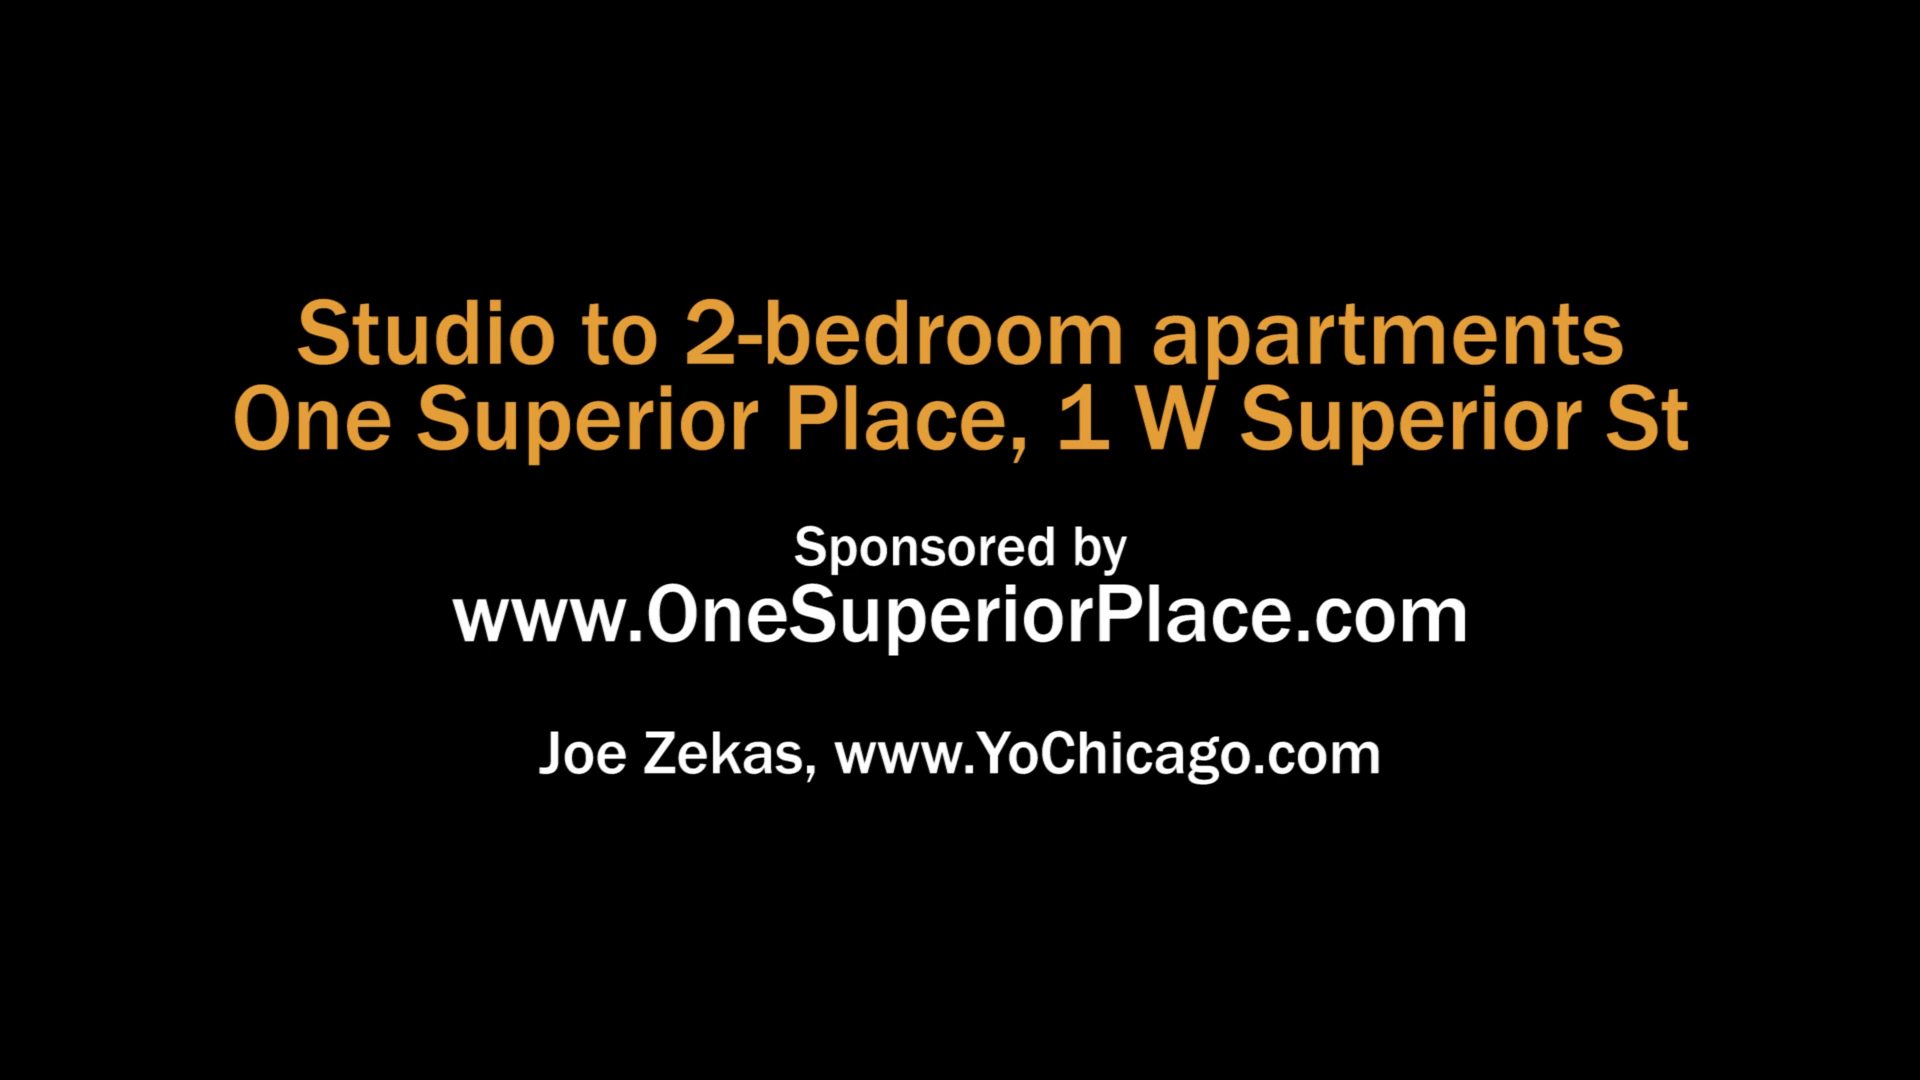 Studio to 2-bedroom apartments
One Superior Place, 1 W Superior St
Sponsored by
www.OneSuperiorPlace.com
Joe Zekas, www.YoChicago.com